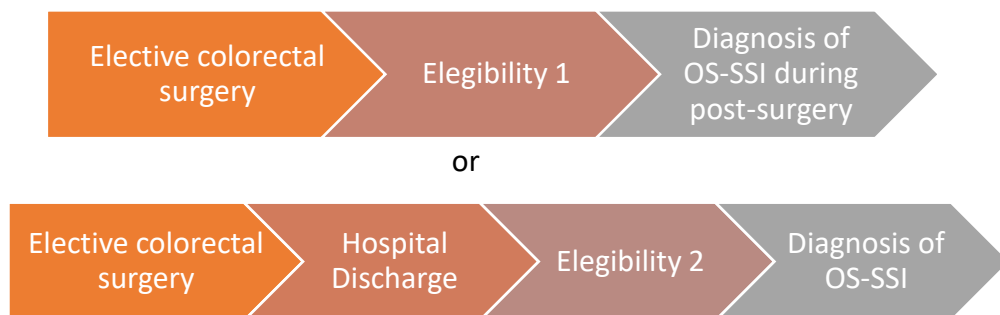 Elective colorectal
surgery
Elegibility 1
Diagnosis of
OS-SSI during
post-surgery
or
Elective colorectal
surgery
Hospital
Discharge
Elegibility 2
Diagnosis of
OS-SSI